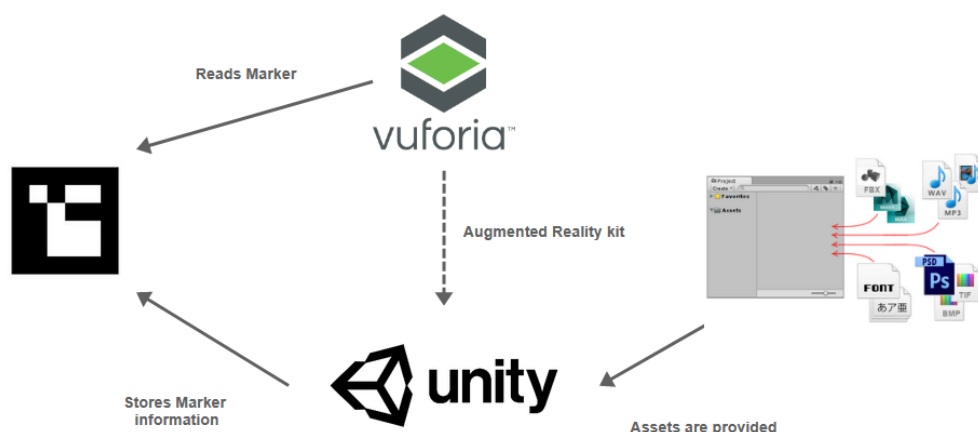 Reads Marker
vuforia™
Augmented Reality kit
Project
Create
Favorites
Assets
FBX
WAV
MP3
FONT
あア亜
PSD
Ps
TIF
BMP
unity
Stores Marker
information
Assets are provided